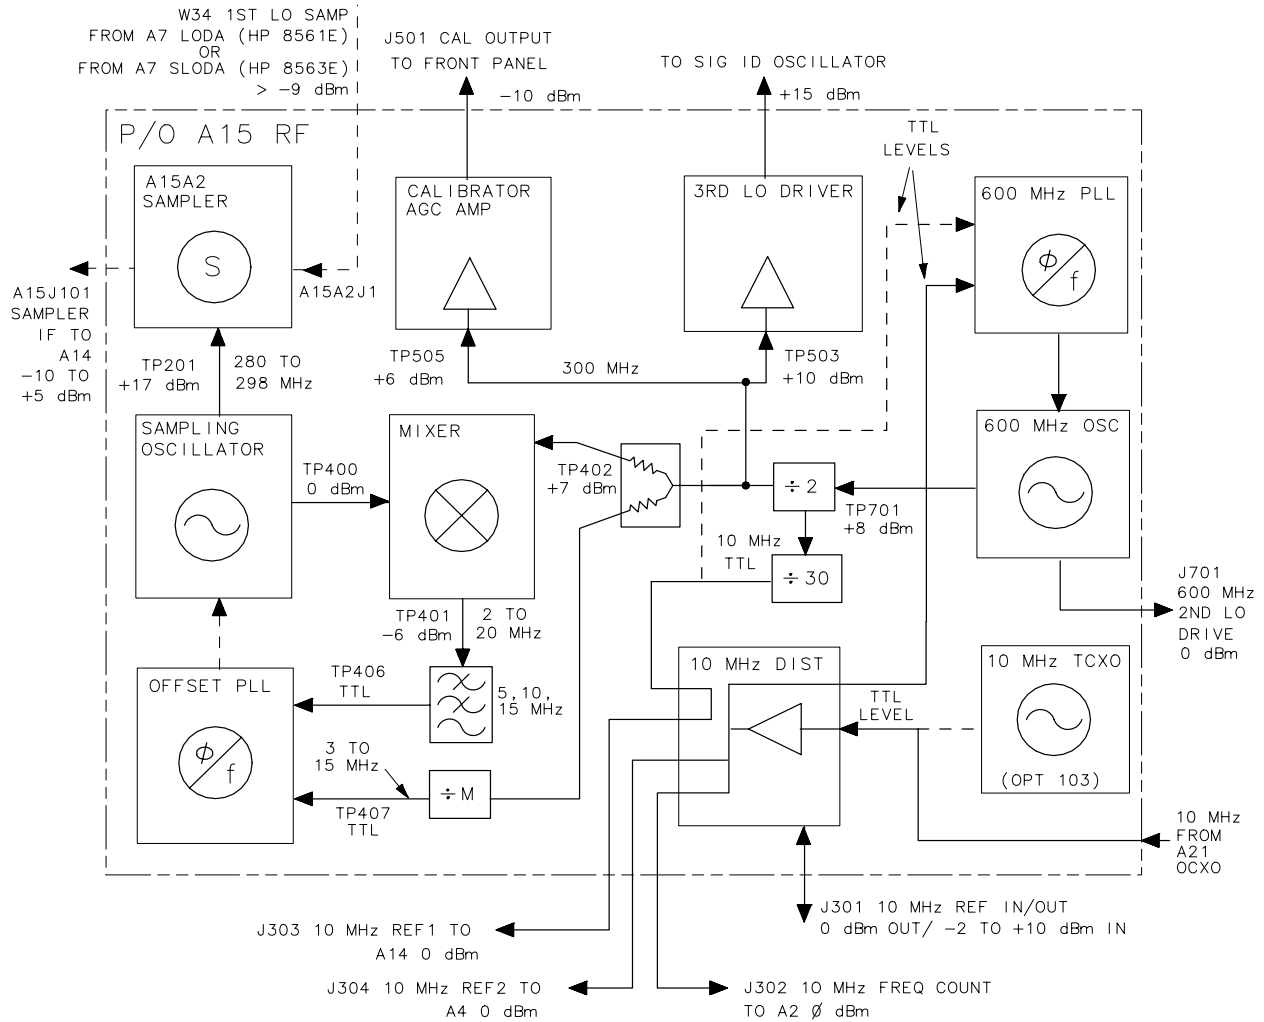 W34 1ST LO SAMP
FROM A7 LODA (HP 8561E)
OR
FROM A7 SLODA (HP 8563E)
> -9 dBm
J501 CAL OUTPUT
TO FRONT PANEL
-10 dBm
TO SIG ID OSCILLATOR
+15 dBm
P/O A15 RF
TTL
LEVELS
A15A2
SAMPLER
S
CALIBRATOR
AGC AMP
3RD LO DRIVER
600 MHz PLL
ϕ
f
A15J101
SAMPLER
IF TO
A14
-10 TO
+5 dBm
A15A2J1
TP201
+17 dBm
280 TO
298 MHz
TP505
+6 dBm
300 MHz
TP503
+10 dBm
SAMPLING
OSCILLATOR
TP400
0 dBm
MIXER
TP402
+7 dBm
÷ 2
TP701
+8 dBm
600 MHz OSC
10 MHz
TTL
÷ 30
J701
600 MHz
2ND LO
DRIVE
0 dBm
TP401
-6 dBm
2 TO
20 MHz
OFFSET PLL
ϕ
f
TP406
TTL
5, 10,
15 MHz
3 TO
15 MHz
÷ M
TP407
TTL
10 MHz DIST
TTL
LEVEL
10 MHz TCXO
(OPT 103)
10 MHz
FROM
A21
OCXO
J301 10 MHz REF IN/OUT
0 dBm OUT/ -2 TO +10 dBm IN
J303 10 MHz REF1 TO
A14 0 dBm
J304 10 MHz REF2 TO
A4 0 dBm
J302 10 MHz FREQ COUNT
TO A2 Ø dBm